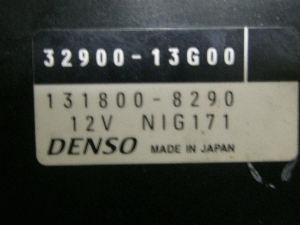 32900-13G00
131800-8290
12V NIG171
DENSO MADE IN JAPAN